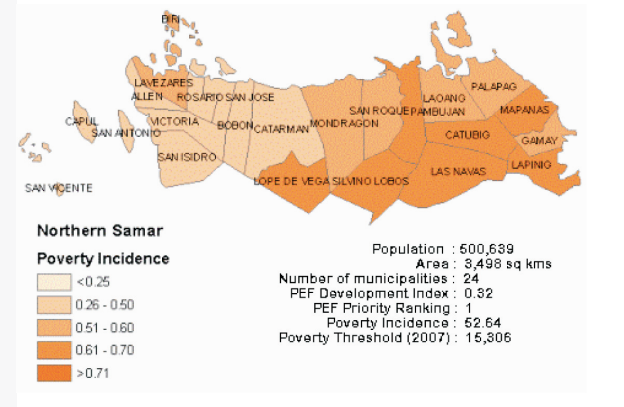 BIRI
LAVEZARES
ALLEN
ROSARIO
SAN JOSE
PALAPAG
LAOANG
MAPANAS
SAN ROQUE
PAMBUJAN
CAPUL
SAN ANTONIO
VICTORIA
BOBON
CATARMAN
MONDRAGON
CATUBIG
GAMAY
SAN ISIDRO
LAPINIG
LAS NAVAS
LOPE DE VEGA
SILVINO LOBOS
SAN VICENTE
Northern Samar
Poverty Incidence
<0.25
0.26 - 0.50
0.51 - 0.60
0.61 - 0.70
>0.71
Population : 500,639
Area : 3,498 sq kms
Number of municipalities : 24
PEF Development Index : 0.32
PEF Priority Ranking : 1
Poverty Incidence : 52.64
Poverty Threshold (2007) : 15,306